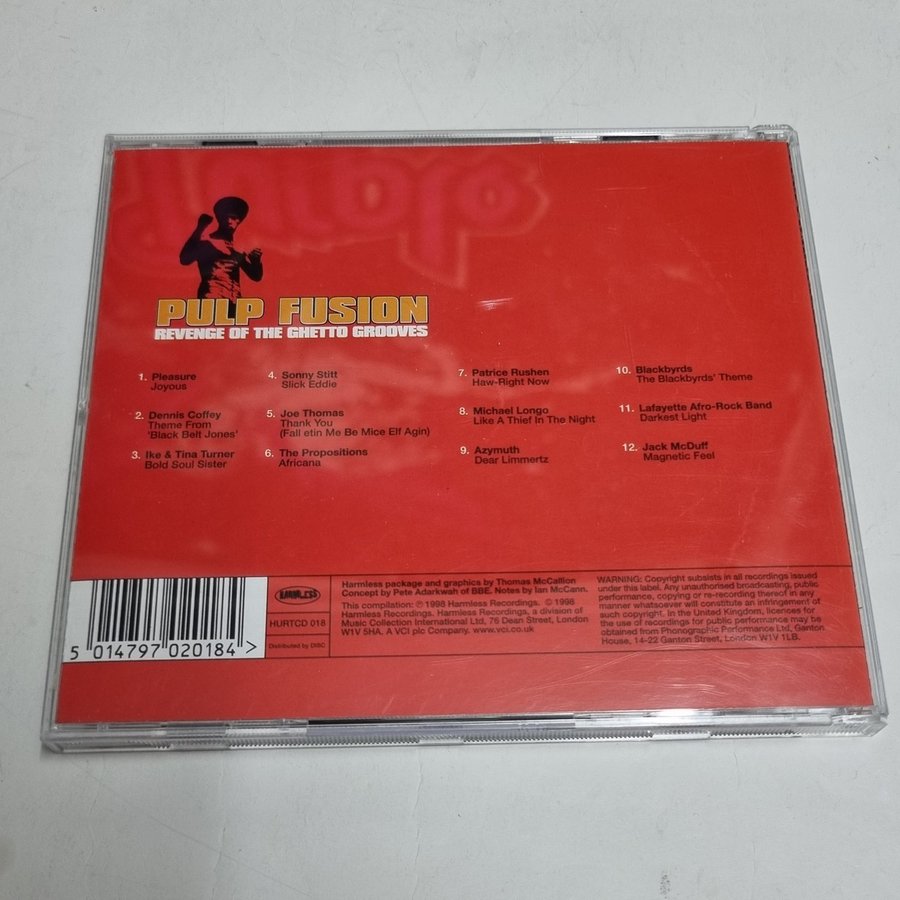 PULP FUSION
REVENGE OF THE GHETTO GROOVES
1. Pleasure
Joyous
2. Dennis Coffey
Theme From
'Black Belt Jones'
3. Ike & Tina Turner
Bold Soul Sister
4. Sonny Stitt
Slick Eddie
5. Joe Thomas
Thank You
(Fall etin Me Be Mice Elf Agin)
6. The Propositions
Africana
7. Patrice Rushen
Haw-Right Now
8. Michael Longo
Like A Thief In The Night
9. Azymuth
Dear Limmertz
10. Blackbyrds
The Blackbyrds' Theme
11. Lafayette Afro-Rock Band
Darkest Light
12. Jack McDuff
Magnetic Feel
5 014797 020184 >
HARMLESS
HURTCD 018
Distributed by DISC
Harmless package and graphics by Thomas McCallion
Concept by Pete Adarkwah of BBE. Notes by Ian McCann.
This compilation: ℗ 1998 Harmless Recordings. © 1998
Harmless Recordings. Harmless Recordings, a division of
Music Collection International Ltd, 76 Dean Street, London
W1V 5HA. A VCI plc Company. www.vci.co.uk
WARNING: Copyright subsists in all recordings issued
under this label. Any unauthorised broadcasting, public
performance, copying or re-recording thereof in any
manner whatsoever will constitute an infringement of
such copyright. In the United Kingdom, licences for
the use of recordings for public performance may be
obtained from Phonographic Performance Ltd, Ganton
House, 14-22 Ganton Street, London W1V 1LB.